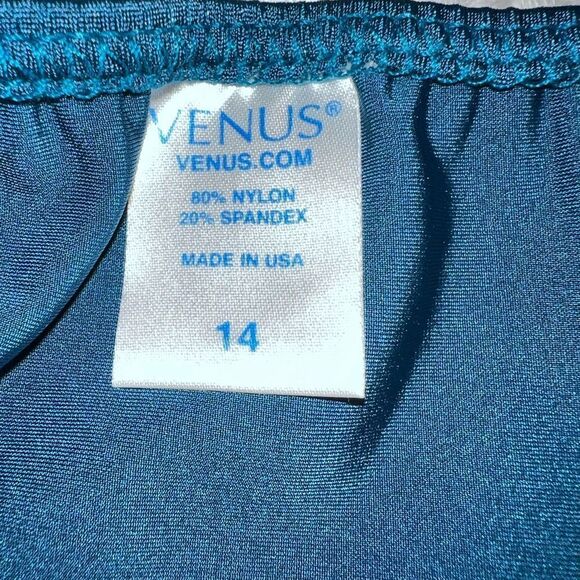 VENUS®
VENUS.COM
80% NYLON
20% SPANDEX
MADE IN USA
14